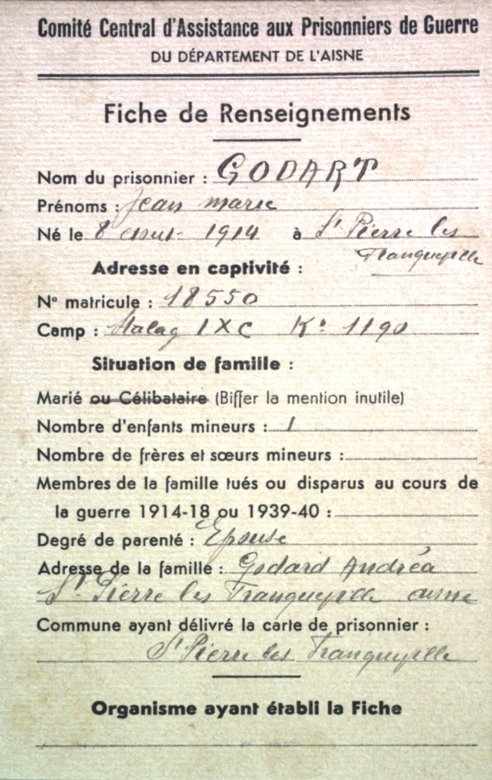 Comité Central d'Assistance aux Prisonniers de Guerre
DU DÉPARTEMENT DE L'AISNE
Fiche de Renseignements
Nom du prisonnier : GODART
Prénoms : Jean marie
Né le 8 aout 1914 à St Pierre les
Franqueville
Adresse en captivité :
No matricule : 18550
Camp : Stalag IXC Ko 1190
Situation de famille :
Marié ou Célibataire (Biffer la mention inutile)
Nombre d'enfants mineurs : 1
Nombre de frères et sœurs mineurs :
Membres de la famille tués ou disparus au cours de
la guerre 1914-18 ou 1939-40 :
Degré de parenté : Epouse
Adresse de la famille : Godard Andréa
St Pierre les Franqueville aisne
Commune ayant délivré la carte de prisonnier :
St Pierre les Franqueville
Organisme ayant établi la Fiche